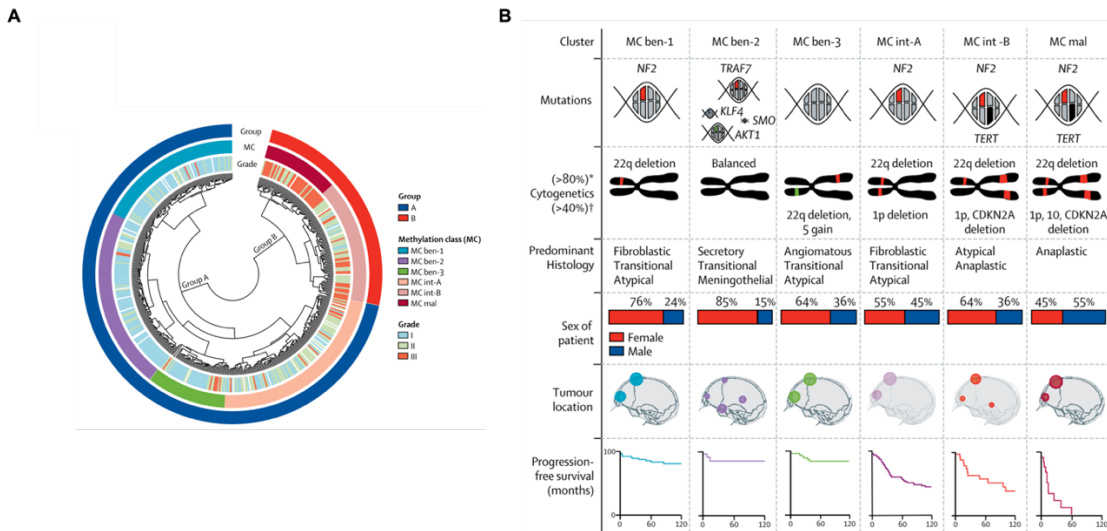 A
Group
MC
Grade
Group B
Group A
Group
A
B
Methylation class (MC)
MC ben-1
MC ben-2
MC ben-3
MC int-A
MC int-B
MC mal
Grade
I
II
III
B
Cluster
MC ben-1
MC ben-2
MC ben-3
MC int-A
MC int -B
MC mal
Mutations
NF2
TRAF7
KLF4
SMO
AKT1
NF2
NF2
TERT
NF2
TERT
(>80%)*
Cytogenetics
(>40%)†
22q deletion
Balanced
22q deletion,
5 gain
22q deletion
1p deletion
22q deletion
1p, CDKN2A
deletion
22q deletion
1p, 10, CDKN2A
deletion
Predominant
Histology
Fibroblastic
Transitional
Atypical
Secretory
Transitional
Meningothelial
Angiomatous
Transitional
Atypical
Fibroblastic
Transitional
Atypical
Atypical
Anaplastic
Anaplastic
Sex of
patient
76% 24%
85% 15%
64% 36%
55% 45%
64% 36%
45% 55%
Female
Male
Tumour
location
Progression-
free survival
(months)
100
0
0 60 120
0 60 120
0 60 120
0 60 120
0 60 120
0 60 120